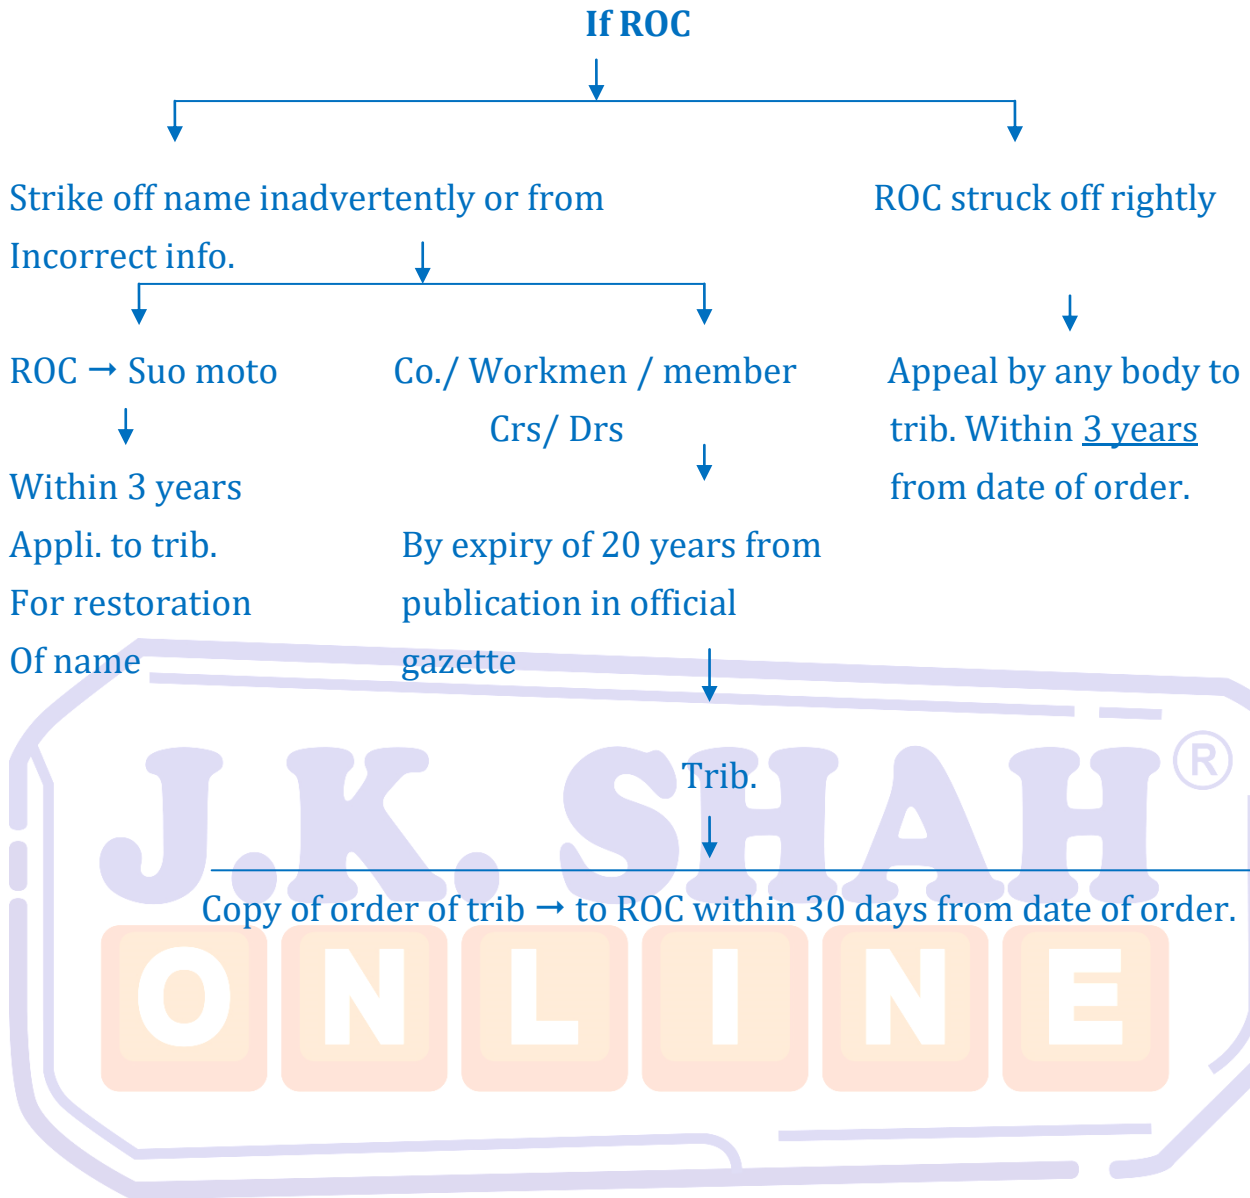 If ROC
Strike off name inadvertently or from
Incorrect info.
ROC struck off rightly
ROC → Suo moto
Within 3 years
Appli. to trib.
For restoration
Of name
Co./ Workmen / member
Crs/ Drs
By expiry of 20 years from
publication in official
gazette
Trib.
Appeal by any body to
trib. Within 3 years
from date of order.
Copy of order of trib → to ROC within 30 days from date of order.
J.K. SHAH®
ONLINE